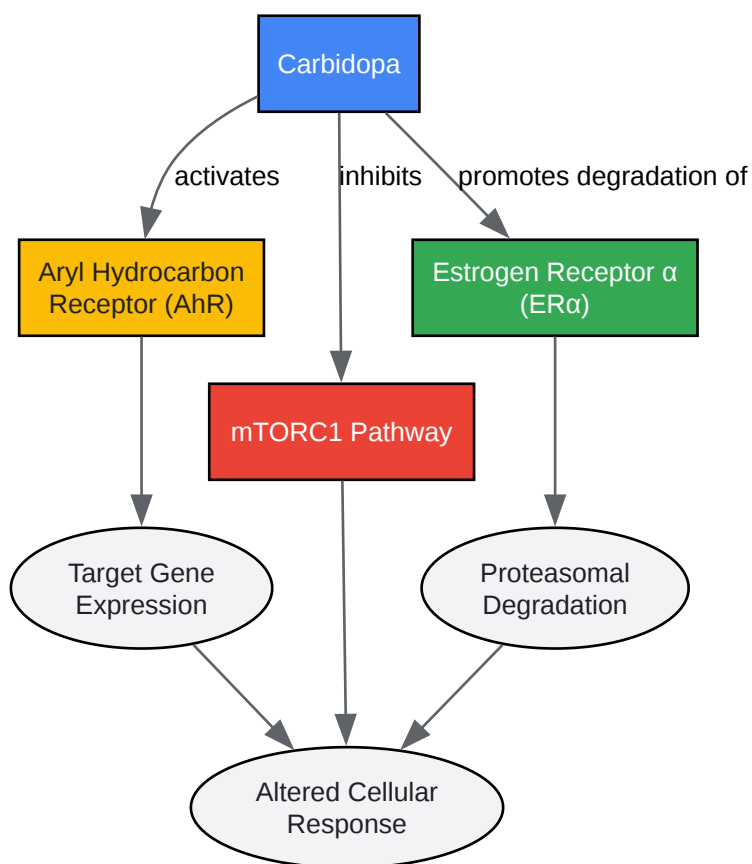 Carbidopa
activates
inhibits
promotes degradation of
Aryl Hydrocarbon
Receptor (AhR)
Estrogen Receptor α
(ERα)
mTORC1 Pathway
Target Gene
Expression
Proteasomal
Degradation
Altered Cellular
Response